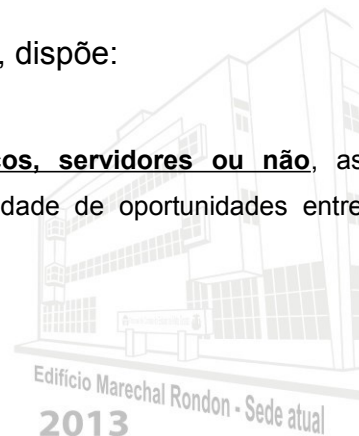 , dispõe:
cos, servidores ou não, as
dade de oportunidades entre
Edifício Marechal Rondon - Sede atual
2013